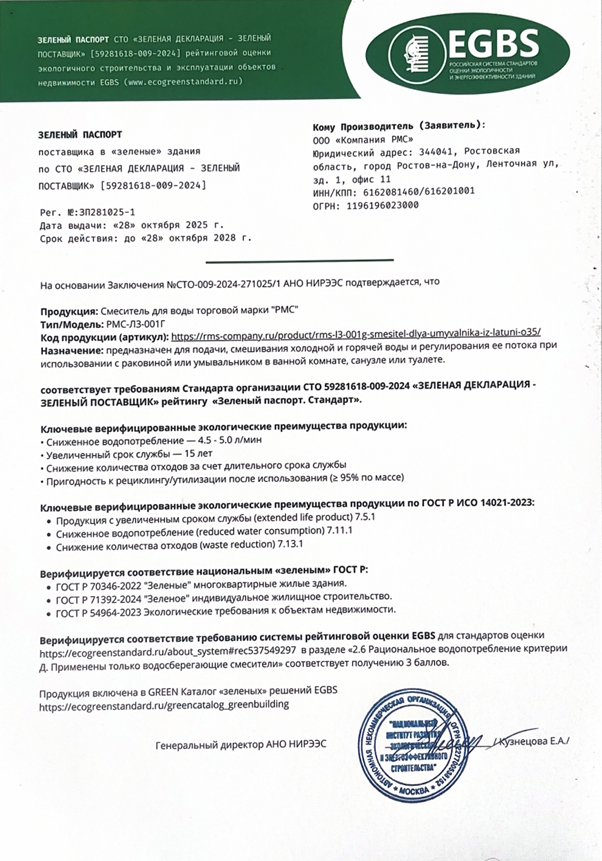 ЗЕЛЕНЫЙ ПАСПОРТ СТО «ЗЕЛЕНАЯ ДЕКЛАРАЦИЯ – ЗЕЛЕНЫЙ
ПОСТАВЩИК» [59281618-009-2024] рейтинговой оценки
экологичного строительства и эксплуатации объектов
недвижимости EGBS (www.ecogreenstandard.ru)
EGBS
РОССИЙСКАЯ СИСТЕМА СТАНДАРТОВ
ОЦЕНКИ ЭКОЛОГИЧНОСТИ
И ЭНЕРГОЭФФЕКТИВНОСТИ ЗДАНИЙ
ЗЕЛЕНЫЙ ПАСПОРТ
поставщика в «зеленые» здания
по СТО «ЗЕЛЕНАЯ ДЕКЛАРАЦИЯ – ЗЕЛЕНЫЙ
ПОСТАВЩИК» [59281618-009-2024]
Рег. №:ЗП281025-1
Дата выдачи: «28» октября 2025 г.
Срок действия: до «28» октября 2028 г.
Кому Производитель (Заявитель):
ООО «Компания РМС»
Юридический адрес: 344041, Ростовская
область, город Ростов-на-Дону, Ленточная ул,
зд. 1, офис 11
ИНН/КПП: 6162081460/616201001
ОГРН: 1196196023000
На основании Заключения №СТО-009-2024-271025/1 АНО НИРЭЭС подтверждается, что
Продукция: Смеситель для воды торговой марки "РМС"
Тип/Модель: РМС-ЛЗ-001Г
Код продукции (артикул): https://rms-company.ru/product/rms-l3-001g-smesitel-dlya-umyvalnika-iz-latuni-o35/
Назначение: предназначен для подачи, смешивания холодной и горячей воды и регулирования ее потока при
использовании с раковиной или умывальником в ванной комнате, санузле или туалете.
соответствует требованиям Стандарта организации СТО 59281618-009-2024 «ЗЕЛЕНАЯ ДЕКЛАРАЦИЯ -
ЗЕЛЕНЫЙ ПОСТАВЩИК» рейтингу «Зеленый паспорт. Стандарт».
Ключевые верифицированные экологические преимущества продукции:
• Сниженное водопотребление — 4.5 - 5.0 л/мин
• Увеличенный срок службы — 15 лет
• Снижение количества отходов за счет длительного срока службы
• Пригодность к рециклингу/утилизации после использования (≥ 95% по массе)
Ключевые верифицированные экологические преимущества продукции по ГОСТ Р ИСО 14021-2023:
• Продукция с увеличенным сроком службы (extended life product) 7.5.1
• Сниженное водопотребление (reduced water consumption) 7.11.1
• Снижение количества отходов (waste reduction) 7.13.1
Верифицируется соответствие национальным «зеленым» ГОСТ Р:
• ГОСТ Р 70346-2022 "Зеленые" многоквартирные жилые здания.
• ГОСТ Р 71392-2024 "Зеленое" индивидуальное жилищное строительство.
• ГОСТ Р 54964-2023 Экологические требования к объектам недвижимости.
Верифицируется соответствие требованию системы рейтинговой оценки EGBS для стандартов оценки
https://ecogreenstandard.ru/about_system#rec537549297 в разделе «2.6 Рациональное водопотребление критерии
Д. Применены только водосберегающие смесители» соответствует получению 3 баллов.
Продукция включена в GREEN Каталог «зеленых» решений EGBS
https://ecogreenstandard.ru/greencatalog_greenbuilding
Генеральный директор АНО НИРЭЭС
/ Кузнецова Е.А./
АВТОНОМНАЯ НЕКОММЕРЧЕСКАЯ ОРГАНИЗАЦИЯ
"НАЦИОНАЛЬНЫЙ
ИНСТИТУТ РАЗВИТИЯ
ЭКОЛОГИЧЕСКОГО
И ЭНЕРГОЭФФЕКТИВНОГО
СТРОИТЕЛЬСТВА"
* МОСКВА *